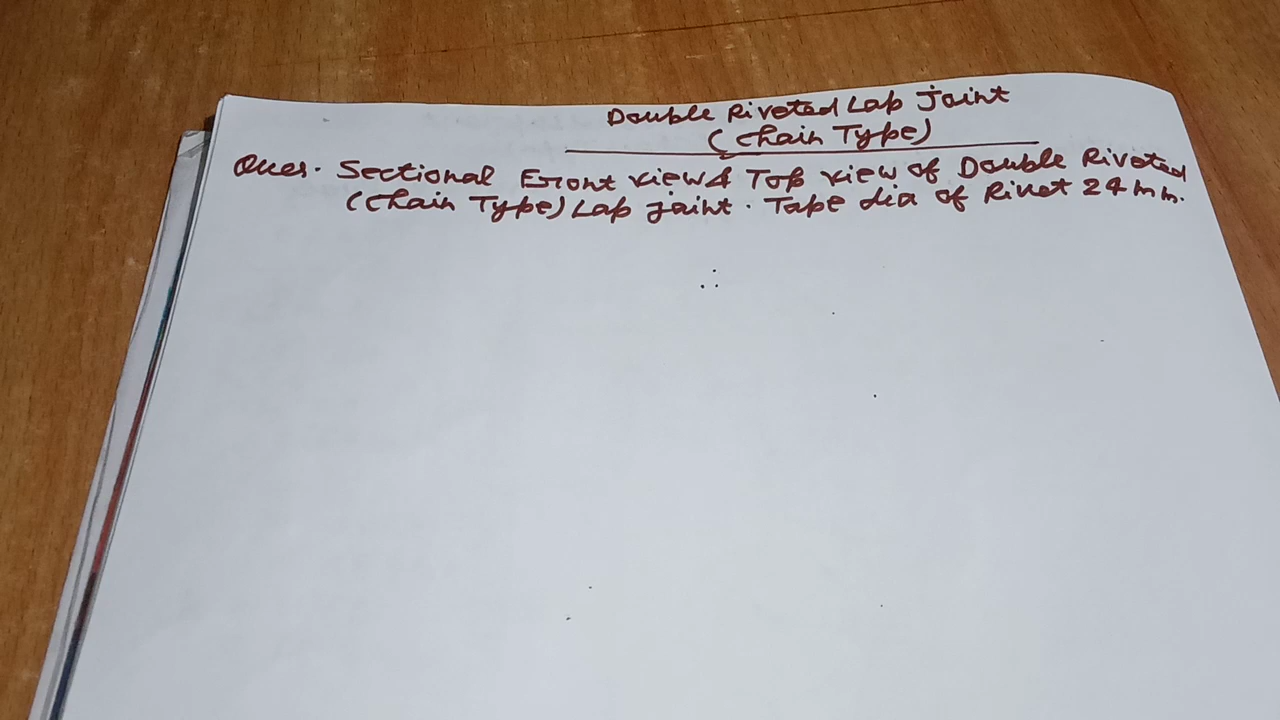 Double Riveted Lap joint
(Chain Type)
Ques. Sectional Front view & Top view of Double Riveted
(Chain Type) Lap joint. Take dia of Rivet 24 mm.